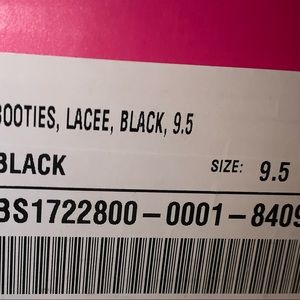 BOOTIES, LACEE, BLACK, 9.5
BLACK SIZE: 9.5
BS1722800-0001-8409